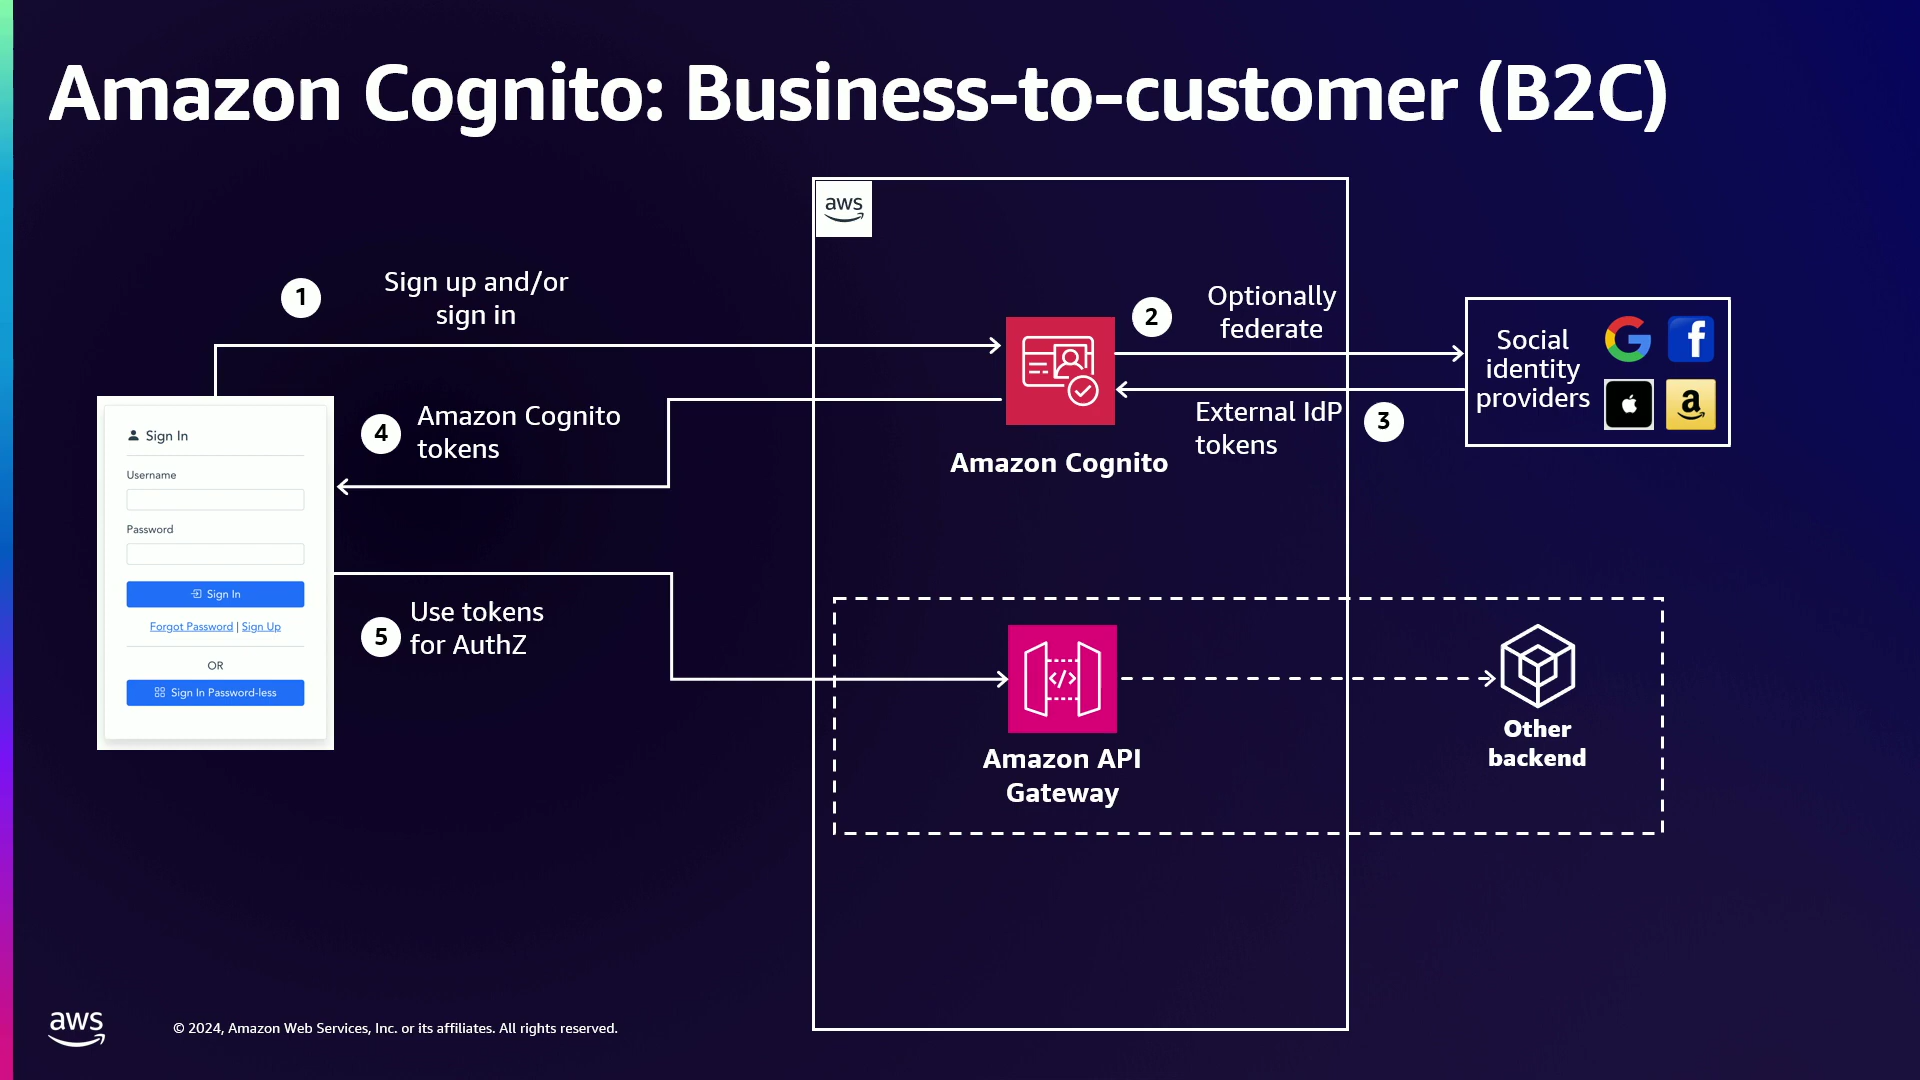 Amazon Cognito: Business-to-customer (B2C)
aws
1
Sign up and/or
sign in
2
Optionally
federate
Social
identity
providers
f
a
External IdP
tokens
3
Amazon Cognito
4
Amazon Cognito
tokens
Sign In
Username
Password
Sign In
Forgot Password | Sign Up
OR
Sign In Password-less
5
Use tokens
for AuthZ
</>
Amazon API
Gateway
Other
backend
aws
© 2024, Amazon Web Services, Inc. or its affiliates. All rights reserved.